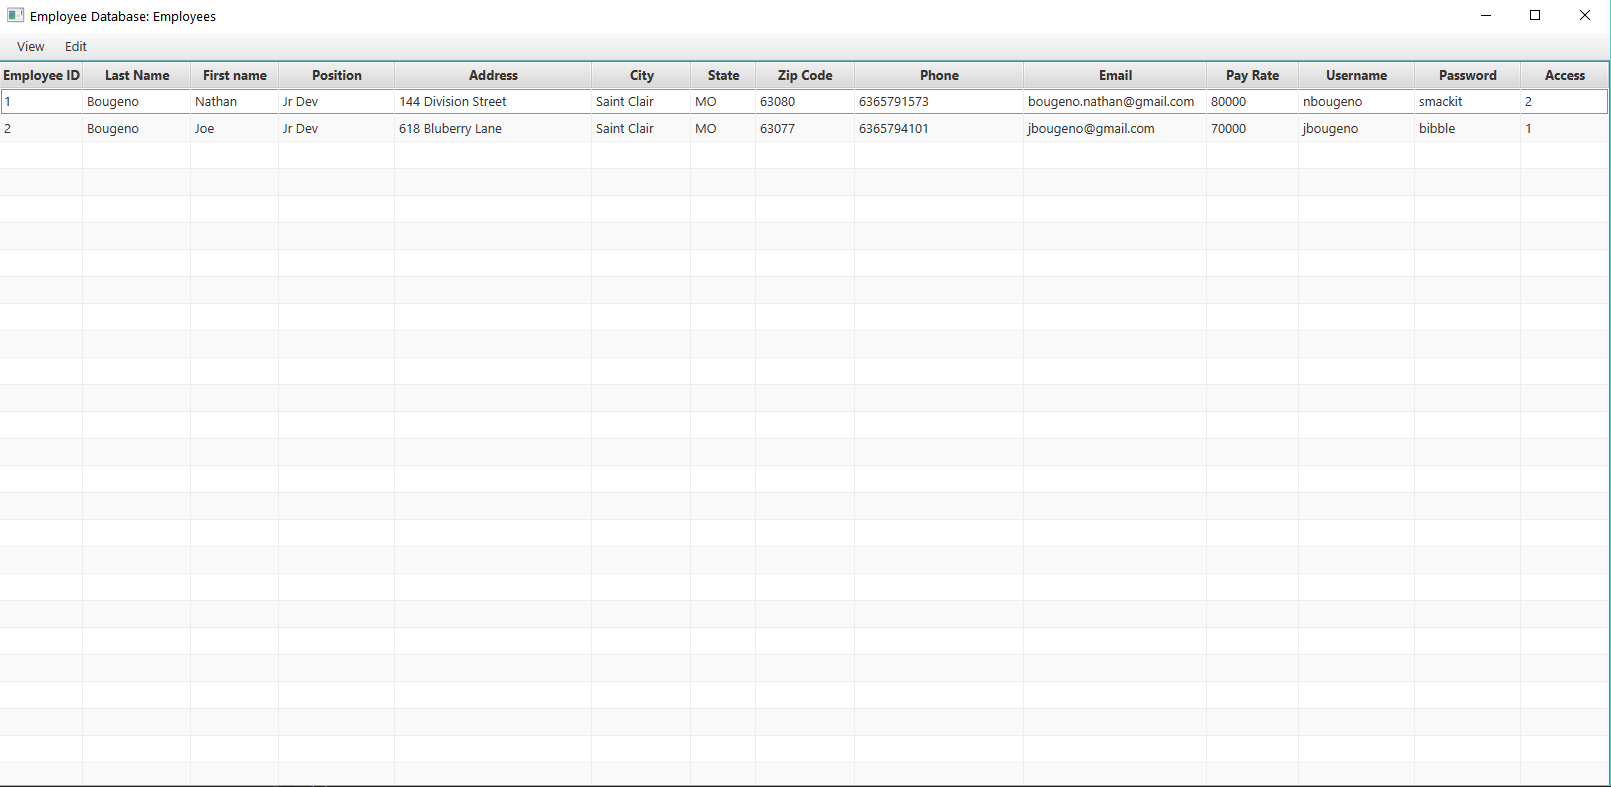 Employee Database: Employees
View Edit
Employee ID Last Name First name Position Address City State Zip Code Phone Email Pay Rate Username Password Access
1 Bougeno Nathan Jr Dev 144 Division Street Saint Clair MO 63080 6365791573 bougeno.nathan@gmail.com 80000 nbougeno smackit 2
2 Bougeno Joe Jr Dev 618 Bluberry Lane Saint Clair MO 63077 6365794101 jbougeno@gmail.com 70000 jbougeno bibble 1